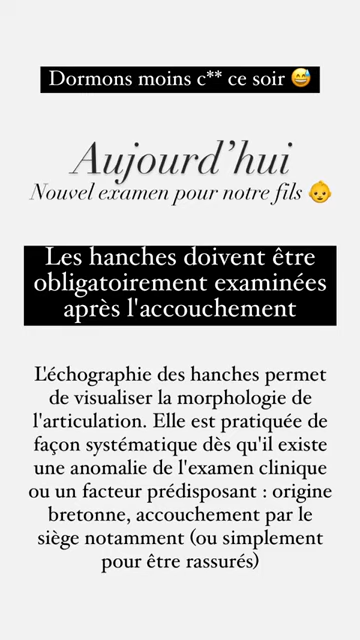 Dormons moins c** ce soir 😅
Aujourd'hui
Nouvel examen pour notre fils 👶
Les hanches doivent être
obligatoirement examinées
après l'accouchement
L'échographie des hanches permet
de visualiser la morphologie de
l'articulation. Elle est pratiquée de
façon systématique dès qu'il existe
une anomalie de l'examen clinique
ou un facteur prédisposant : origine
bretonne, accouchement par le
siège notamment (ou simplement
pour être rassurés)